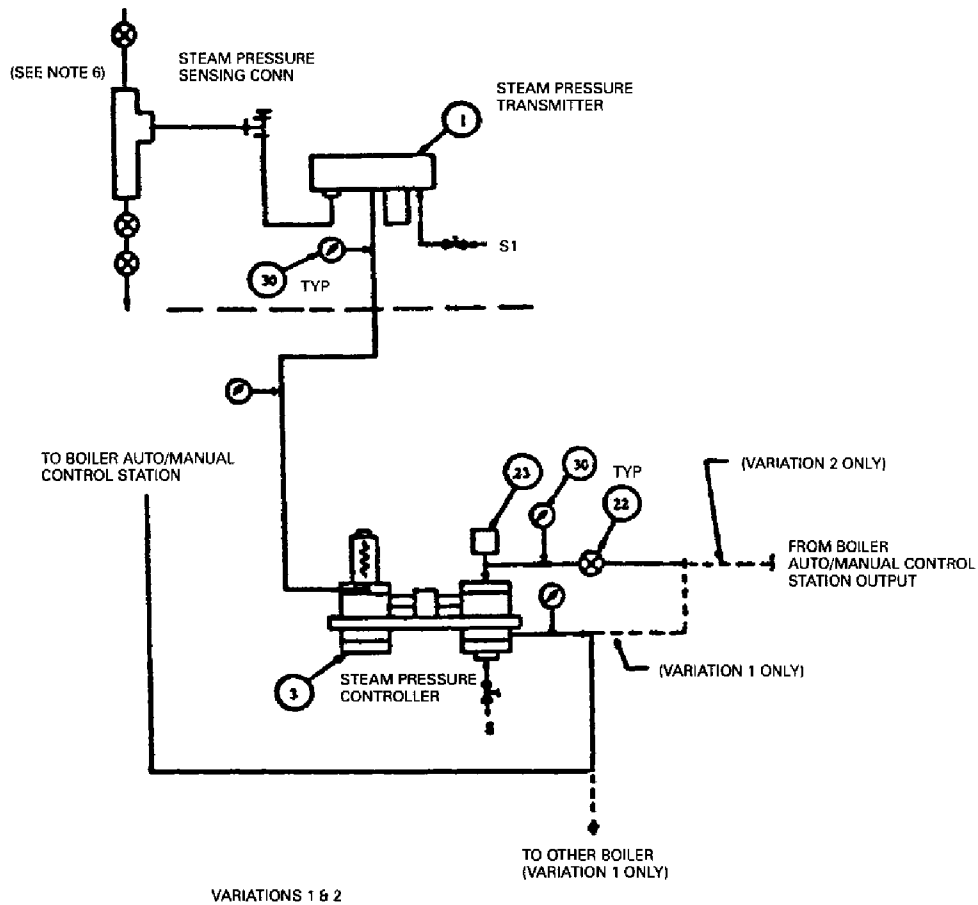 (SEE NOTE 6)
STEAM PRESSURE
SENSING CONN
STEAM PRESSURE
TRANSMITTER
1
S1
30
TYP
TO BOILER AUTO/MANUAL
CONTROL STATION
23
30
TYP
22
(VARIATION 2 ONLY)
FROM BOILER
AUTO/MANUAL CONTROL
STATION OUTPUT
(VARIATION 1 ONLY)
3
STEAM PRESSURE
CONTROLLER
S
TO OTHER BOILER
(VARIATION 1 ONLY)
VARIATIONS 1 & 2